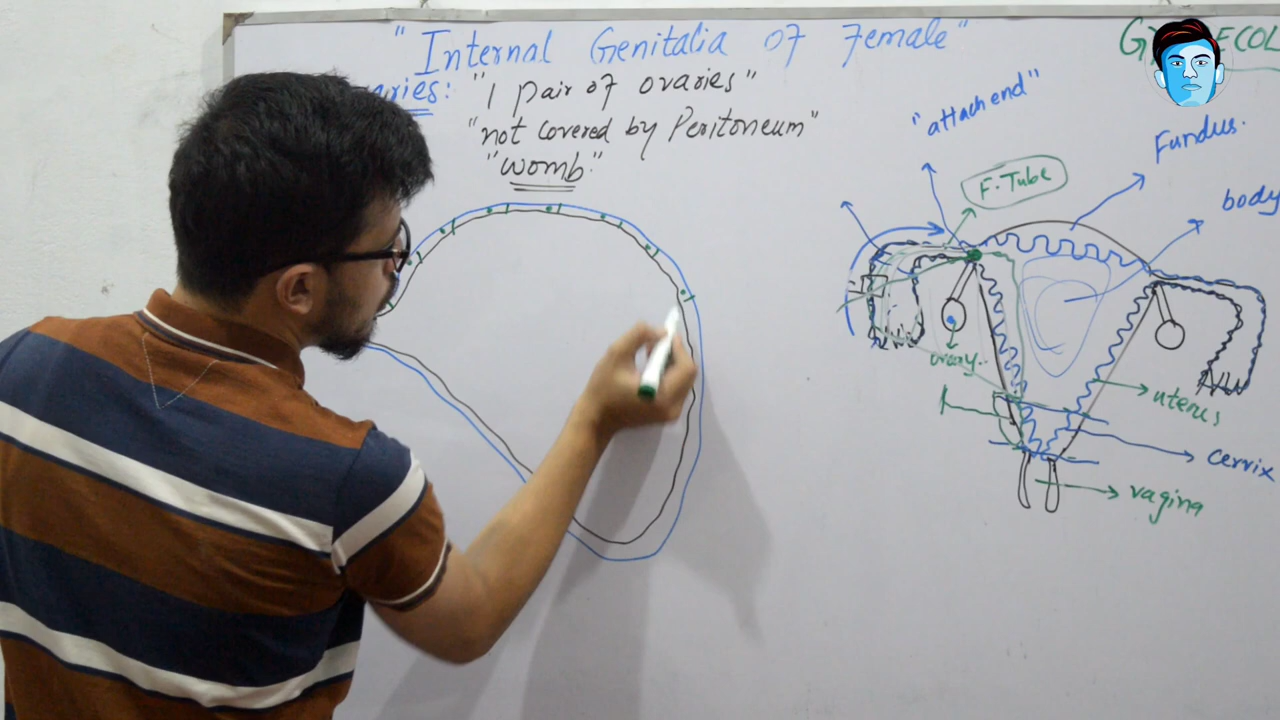 "Internal Genitalia of Female"
"1 pair of ovaries"
"not covered by Peritoneum"
"womb"
"attach end"
Fundus.
F. Tube
body
ovary.
uterus
cervix
vagina